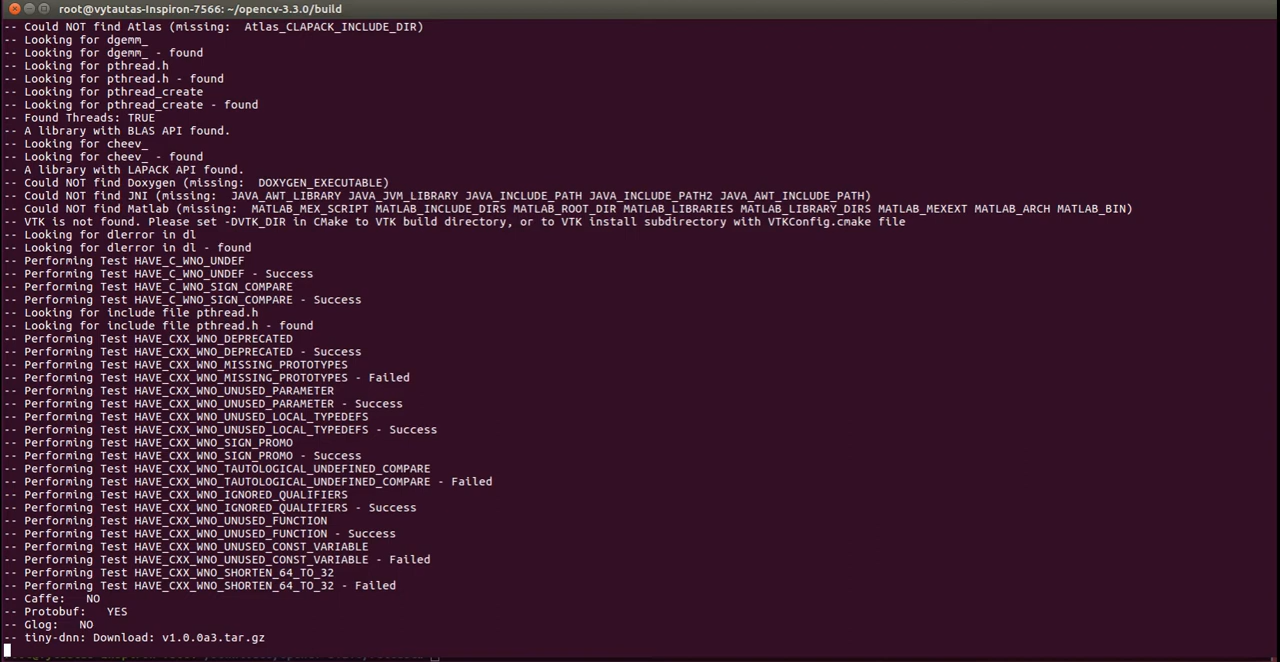 root@vytautas-Inspiron-7566: ~/opencv-3.3.0/build
-- Could NOT find Atlas (missing:  Atlas_CLAPACK_INCLUDE_DIR)
-- Looking for dgemm_
-- Looking for dgemm_ - found
-- Looking for pthread.h
-- Looking for pthread.h - found
-- Looking for pthread_create
-- Looking for pthread_create - found
-- Found Threads: TRUE
-- A library with BLAS API found.
-- Looking for cheev_
-- Looking for cheev_ - found
-- A library with LAPACK API found.
-- Could NOT find Doxygen (missing:  DOXYGEN_EXECUTABLE)
-- Could NOT find JNI (missing:  JAVA_AWT_LIBRARY JAVA_JVM_LIBRARY JAVA_INCLUDE_PATH JAVA_INCLUDE_PATH2 JAVA_AWT_INCLUDE_PATH)
-- Could NOT find Matlab (missing:  MATLAB_MEX_SCRIPT MATLAB_INCLUDE_DIRS MATLAB_ROOT_DIR MATLAB_LIBRARIES MATLAB_LIBRARY_DIRS MATLAB_MEXEXT MATLAB_ARCH MATLAB_BIN)
-- VTK is not found. Please set -DVTK_DIR in CMake to VTK build directory, or to VTK install subdirectory with VTKConfig.cmake file
-- Looking for dlerror in dl
-- Looking for dlerror in dl - found
-- Performing Test HAVE_C_WNO_UNDEF
-- Performing Test HAVE_C_WNO_UNDEF - Success
-- Performing Test HAVE_C_WNO_SIGN_COMPARE
-- Performing Test HAVE_C_WNO_SIGN_COMPARE - Success
-- Looking for include file pthread.h
-- Looking for include file pthread.h - found
-- Performing Test HAVE_CXX_WNO_DEPRECATED
-- Performing Test HAVE_CXX_WNO_DEPRECATED - Success
-- Performing Test HAVE_CXX_WNO_MISSING_PROTOTYPES
-- Performing Test HAVE_CXX_WNO_MISSING_PROTOTYPES - Failed
-- Performing Test HAVE_CXX_WNO_UNUSED_PARAMETER
-- Performing Test HAVE_CXX_WNO_UNUSED_PARAMETER - Success
-- Performing Test HAVE_CXX_WNO_UNUSED_LOCAL_TYPEDEFS
-- Performing Test HAVE_CXX_WNO_UNUSED_LOCAL_TYPEDEFS - Success
-- Performing Test HAVE_CXX_WNO_SIGN_PROMO
-- Performing Test HAVE_CXX_WNO_SIGN_PROMO - Success
-- Performing Test HAVE_CXX_WNO_TAUTOLOGICAL_UNDEFINED_COMPARE
-- Performing Test HAVE_CXX_WNO_TAUTOLOGICAL_UNDEFINED_COMPARE - Failed
-- Performing Test HAVE_CXX_WNO_IGNORED_QUALIFIERS
-- Performing Test HAVE_CXX_WNO_IGNORED_QUALIFIERS - Success
-- Performing Test HAVE_CXX_WNO_UNUSED_FUNCTION
-- Performing Test HAVE_CXX_WNO_UNUSED_FUNCTION - Success
-- Performing Test HAVE_CXX_WNO_UNUSED_CONST_VARIABLE
-- Performing Test HAVE_CXX_WNO_UNUSED_CONST_VARIABLE - Failed
-- Performing Test HAVE_CXX_WNO_SHORTEN_64_TO_32
-- Performing Test HAVE_CXX_WNO_SHORTEN_64_TO_32 - Failed
-- Caffe:   NO
-- Protobuf:   YES
-- Glog:   NO
-- tiny-dnn: Download: v1.0.0a3.tar.gz